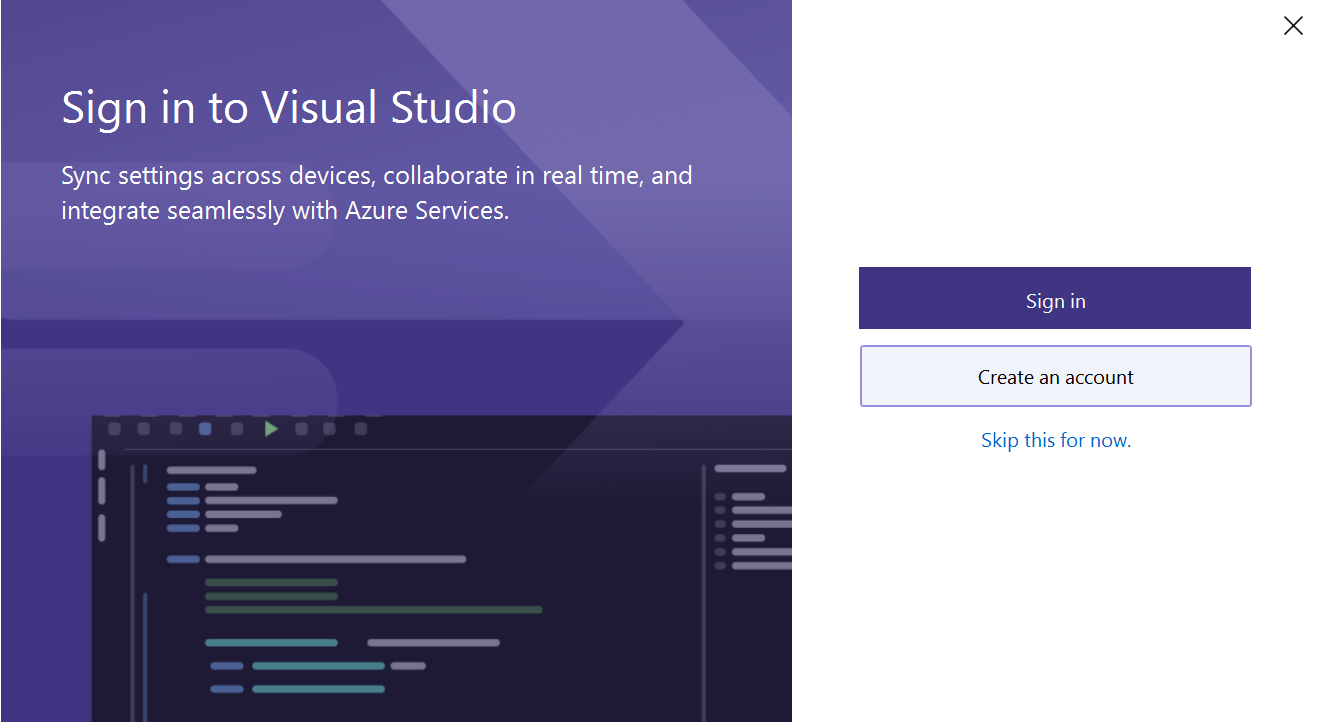 Sign in to Visual Studio
Sync settings across devices, collaborate in real time, and
integrate seamlessly with Azure Services.
Sign in
Create an account
Skip this for now.